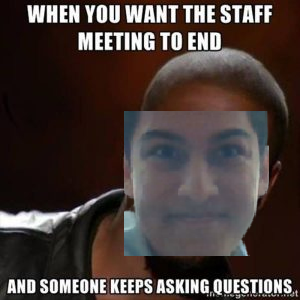 WHEN YOU WANT THE STAFF
MEETING TO END
AND SOMEONE KEEPS ASKING QUESTIONS